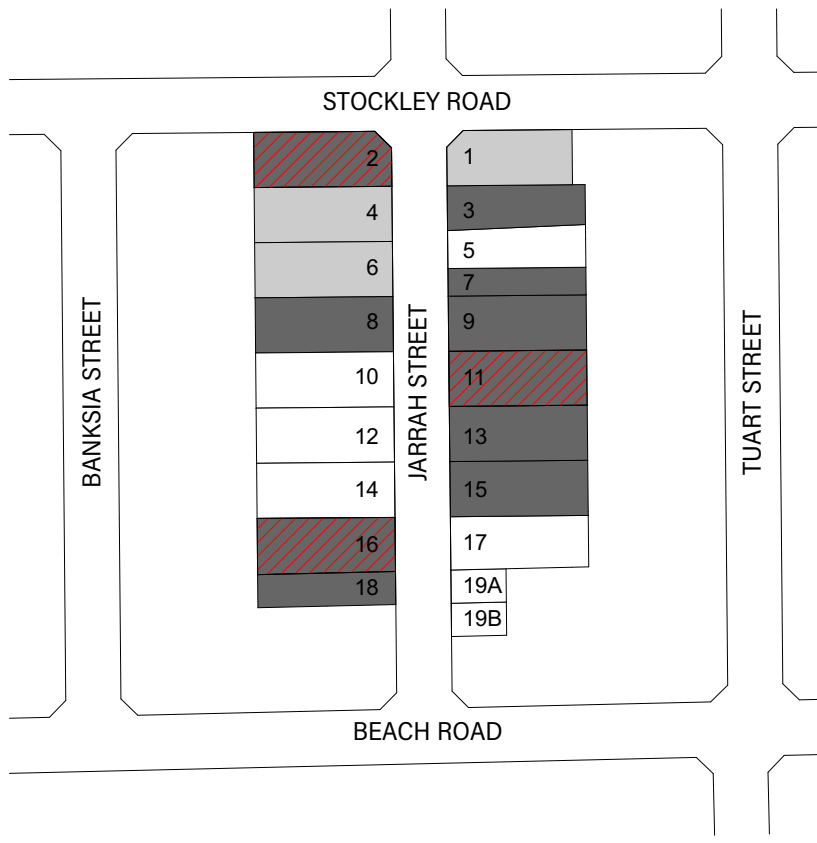 STOCKLEY ROAD
2
1
4
3
5
6
7
8
9
10
11
12
13
14
15
16
17
18
19A
19B
BANKSIA STREET
JARRAH STREET
TUART STREET
BEACH ROAD